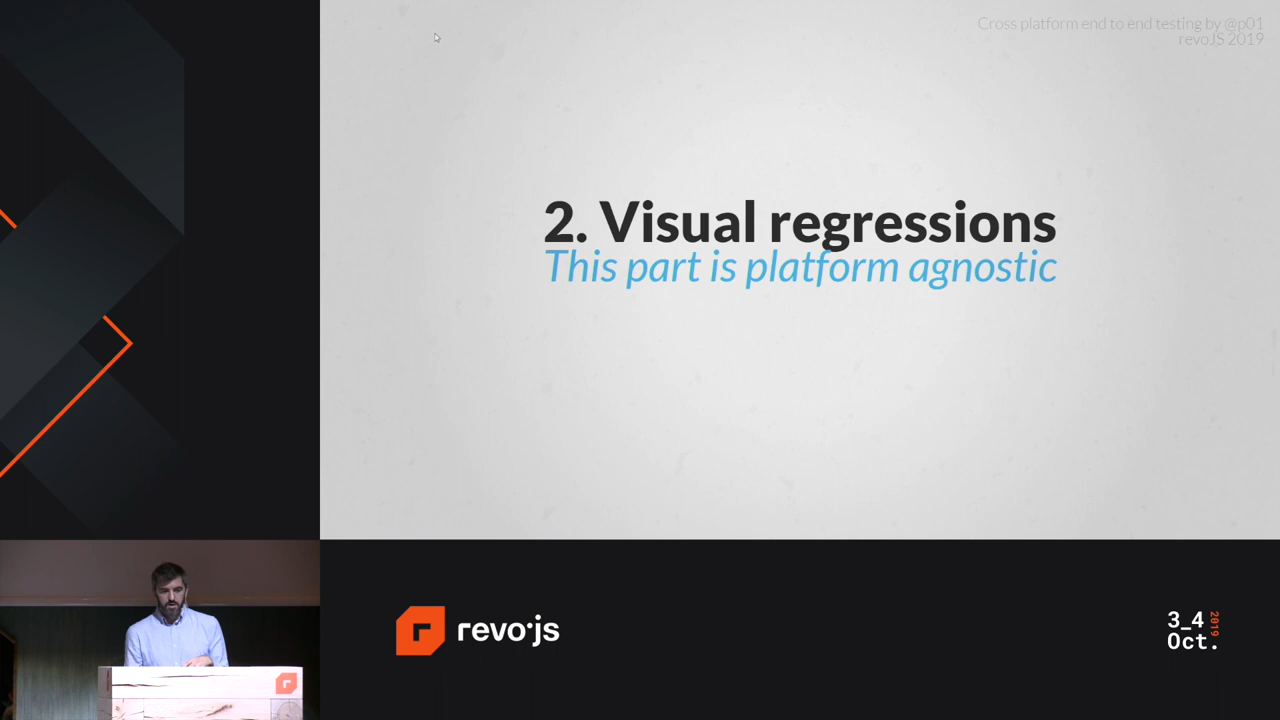 Cross platform end to end testing by @p01
revoJS 2019
2. Visual regressions
This part is platform agnostic
r revo·js
3_4 2019
Oct.